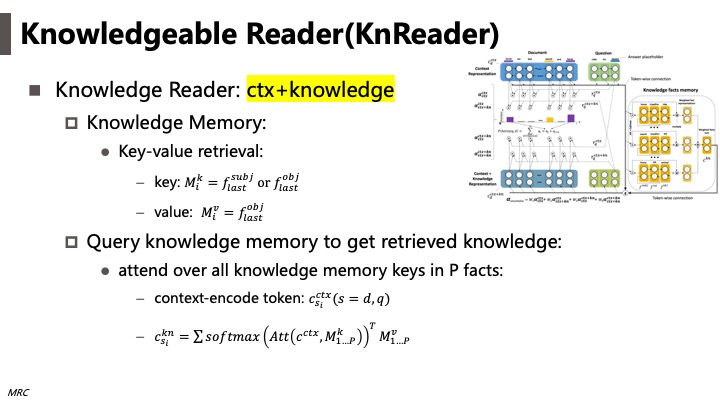 Knowledgeable Reader(KnReader)
Knowledge Reader: ctx+knowledge
Knowledge Memory:
Key-value retrieval:
key: $M_i^k = f_{last}^{subj}$ or $f_{last}^{obj}$
value: $M_i^v = f_{last}^{obj}$
Query knowledge memory to get retrieved knowledge:
attend over all knowledge memory keys in P facts:
context-encode token: $c_{s_i}^{ctx}(s = d, q)$
$c_{s_i}^{kn} = \sum softmax\left(Att\left(c^{ctx}, M_{1...P}^k\right)\right)^T M_{1...P}^v$
Document
Question
Answer placeholder
Context
Representation
Token-wise connection
Knowledge facts
memory
Context +
Knowledge
Representation
Token-wise connection
MRC